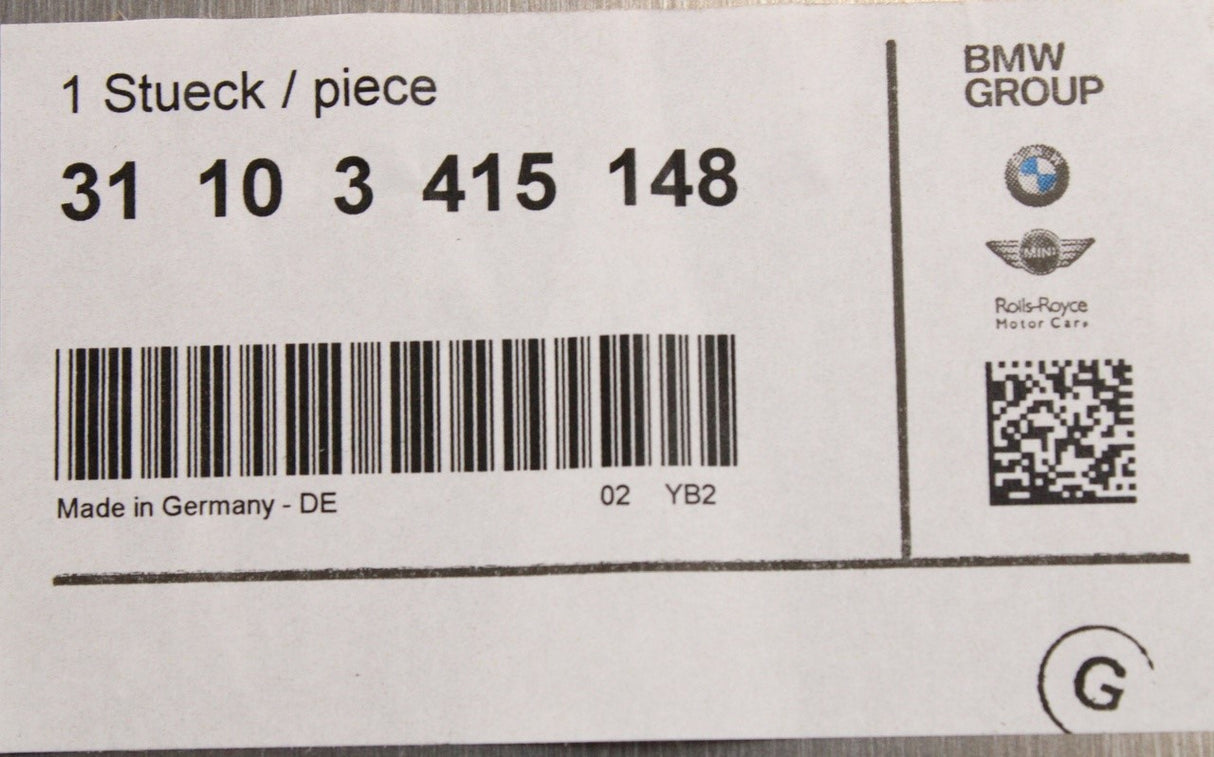 1 Stueck / piece
31 10 3 415 148
Made in Germany - DE
02 YB2
BMW
GROUP
MINI
Rolls-Royce
Motor Cars
G